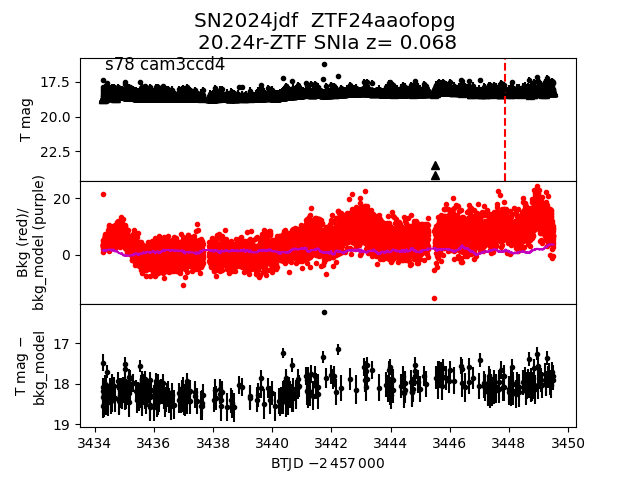 SN2024jdf  ZTF24aaofopg
20.24r-ZTF SNIa z= 0.068
s78 cam3ccd4
17.5
20.0
22.5
T mag
20
0
Bkg (red)/
bkg_model (purple)
17
18
19
T mag −
bkg_model
3434 3436 3438 3440 3442 3444 3446 3448 3450
BTJD −2 457 000